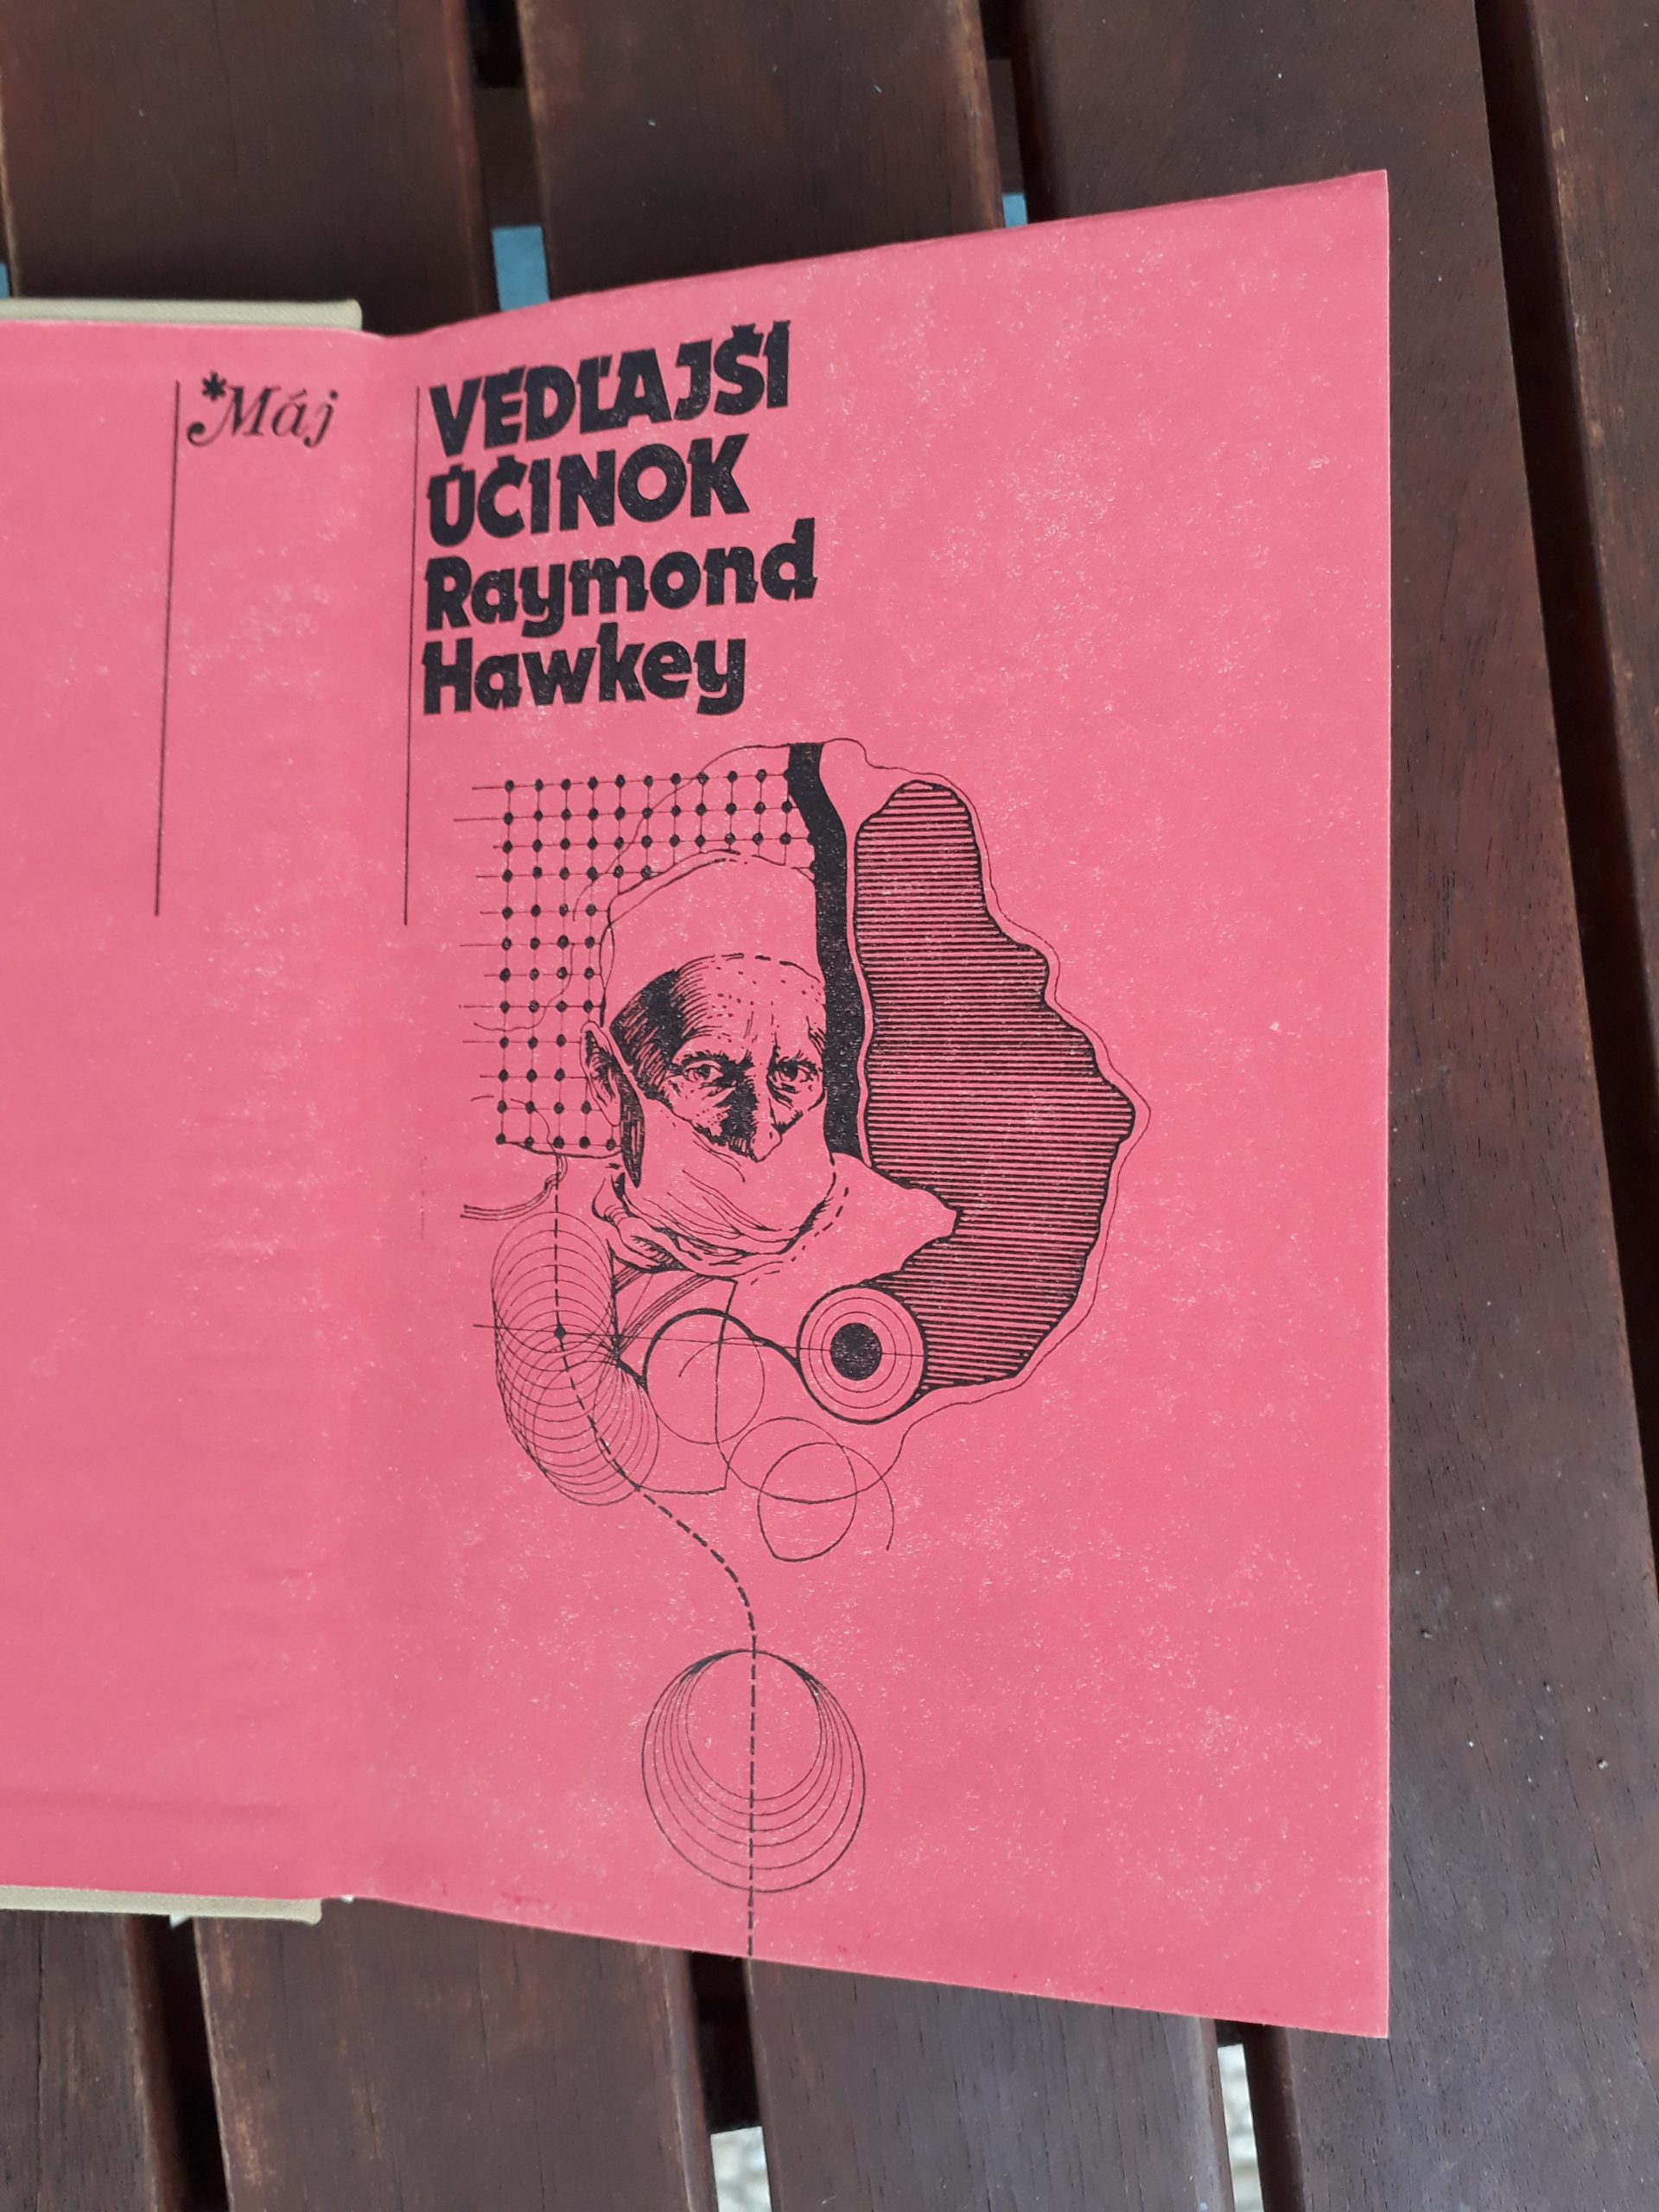 *Máj
VEDĽAJŠÍ
ÚČINOK
Raymond
Hawkey